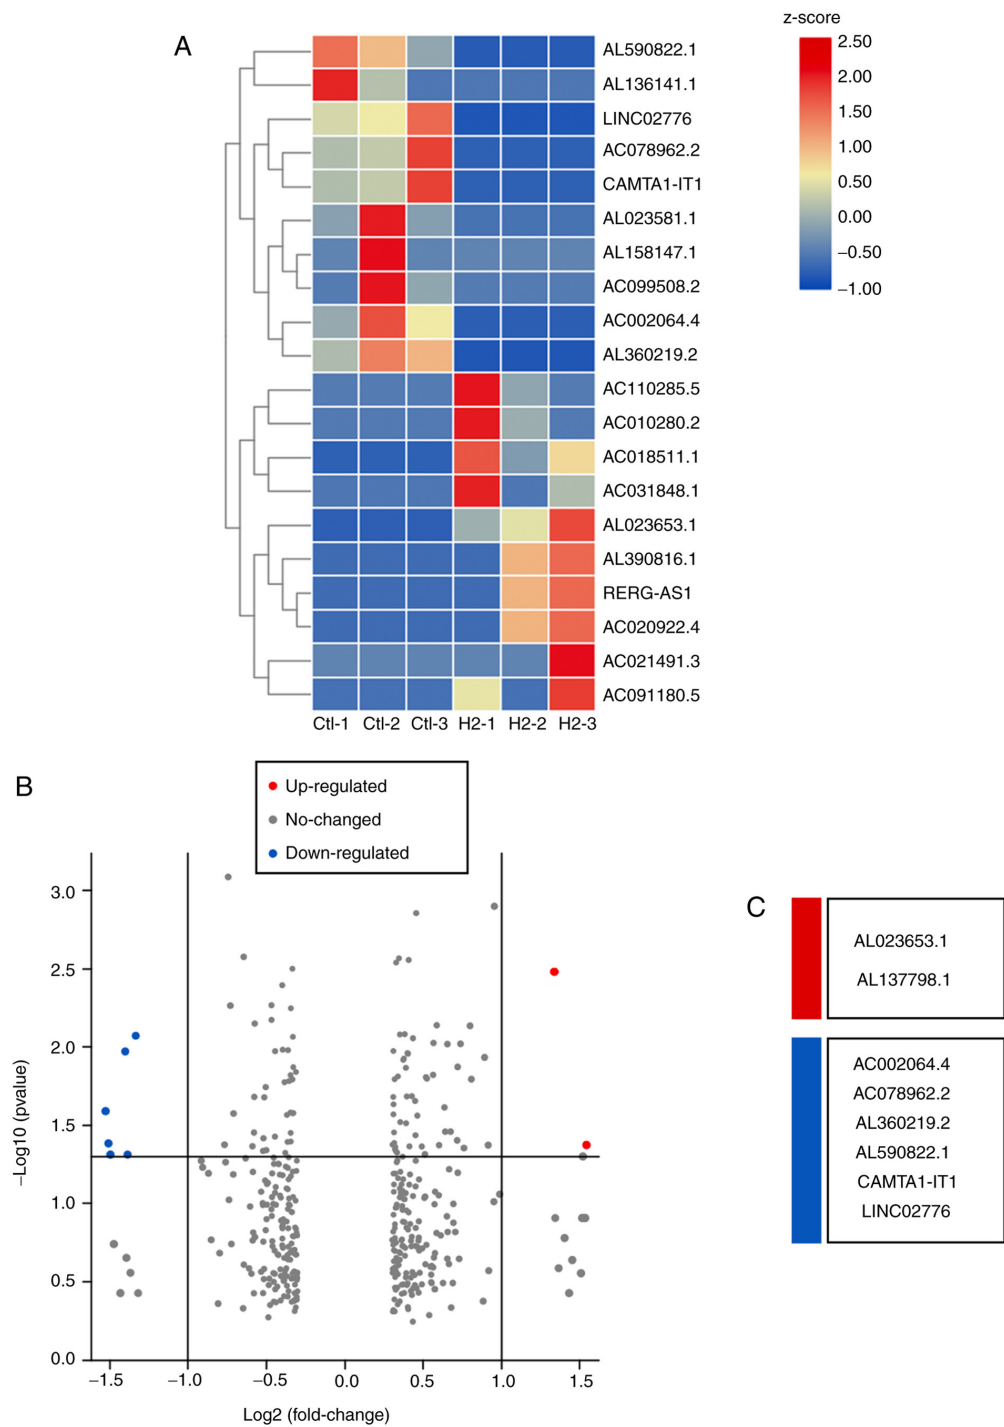 A
z-score
2.50
2.00
1.50
1.00
0.50
0.00
−0.50
−1.00
AL590822.1
AL136141.1
LINC02776
AC078962.2
CAMTA1-IT1
AL023581.1
AL158147.1
AC099508.2
AC002064.4
AL360219.2
AC110285.5
AC010280.2
AC018511.1
AC031848.1
AL023653.1
AL390816.1
RERG-AS1
AC020922.4
AC021491.3
AC091180.5
Ctl-1 Ctl-2 Ctl-3 H2-1 H2-2 H2-3
B
Up-regulated
No-changed
Down-regulated
−Log10 (pvalue)
3.0
2.5
2.0
1.5
1.0
0.5
0.0
−1.5 −1.0 −0.5 0.0 0.5 1.0 1.5
Log2 (fold-change)
C
AL023653.1
AL137798.1
AC002064.4
AC078962.2
AL360219.2
AL590822.1
CAMTA1-IT1
LINC02776